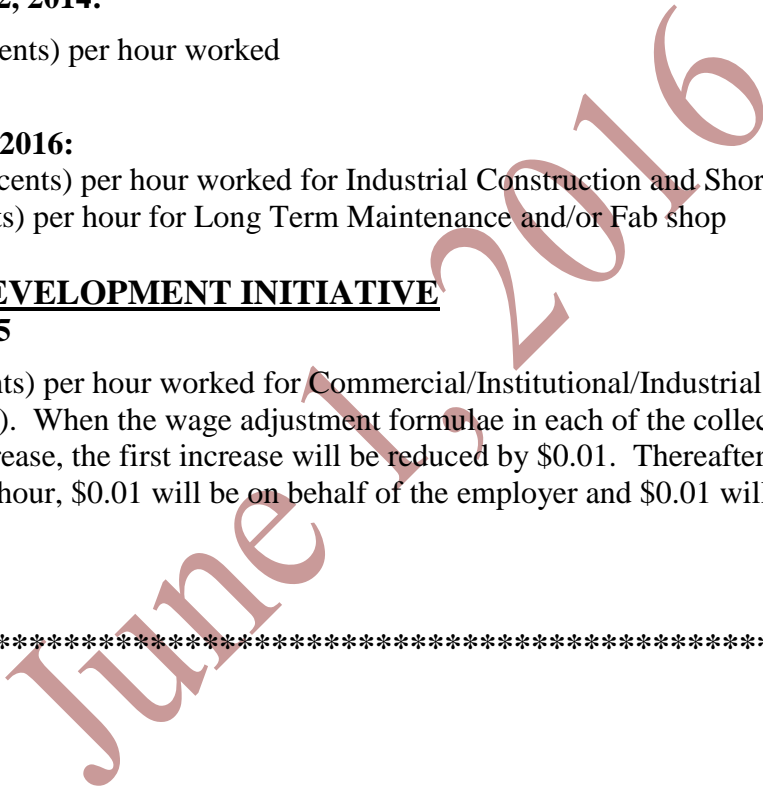 2, 2014:
ents) per hour worked
2016:
cents) per hour worked for Industrial Construction and Shor
ts) per hour for Long Term Maintenance and/or Fab shop
EVELOPMENT INITIATIVE
5
nts) per hour worked for Commercial/Institutional/Industrial
). When the wage adjustment formulae in each of the collec
rease, the first increase will be reduced by $0.01. Thereafter
hour, $0.01 will be on behalf of the employer and $0.01 will
**********************************************
June 1, 2016